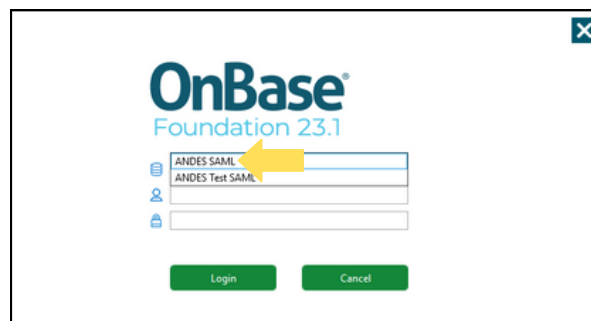 OnBase®
Foundation 23.1
ANDES SAML
ANDES Test SAML
Login
Cancel